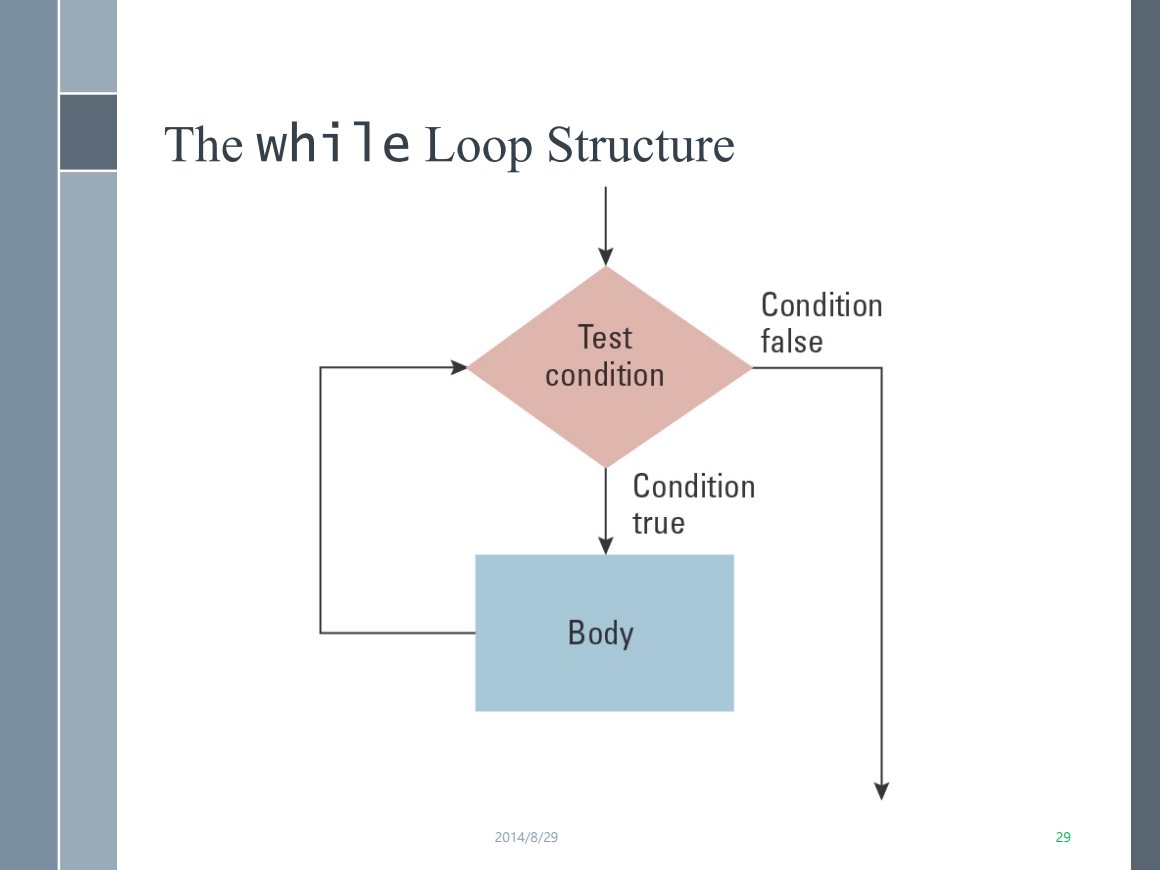 The while Loop Structure
Condition
false
Test
condition
Condition
true
Body
2014/8/29
29